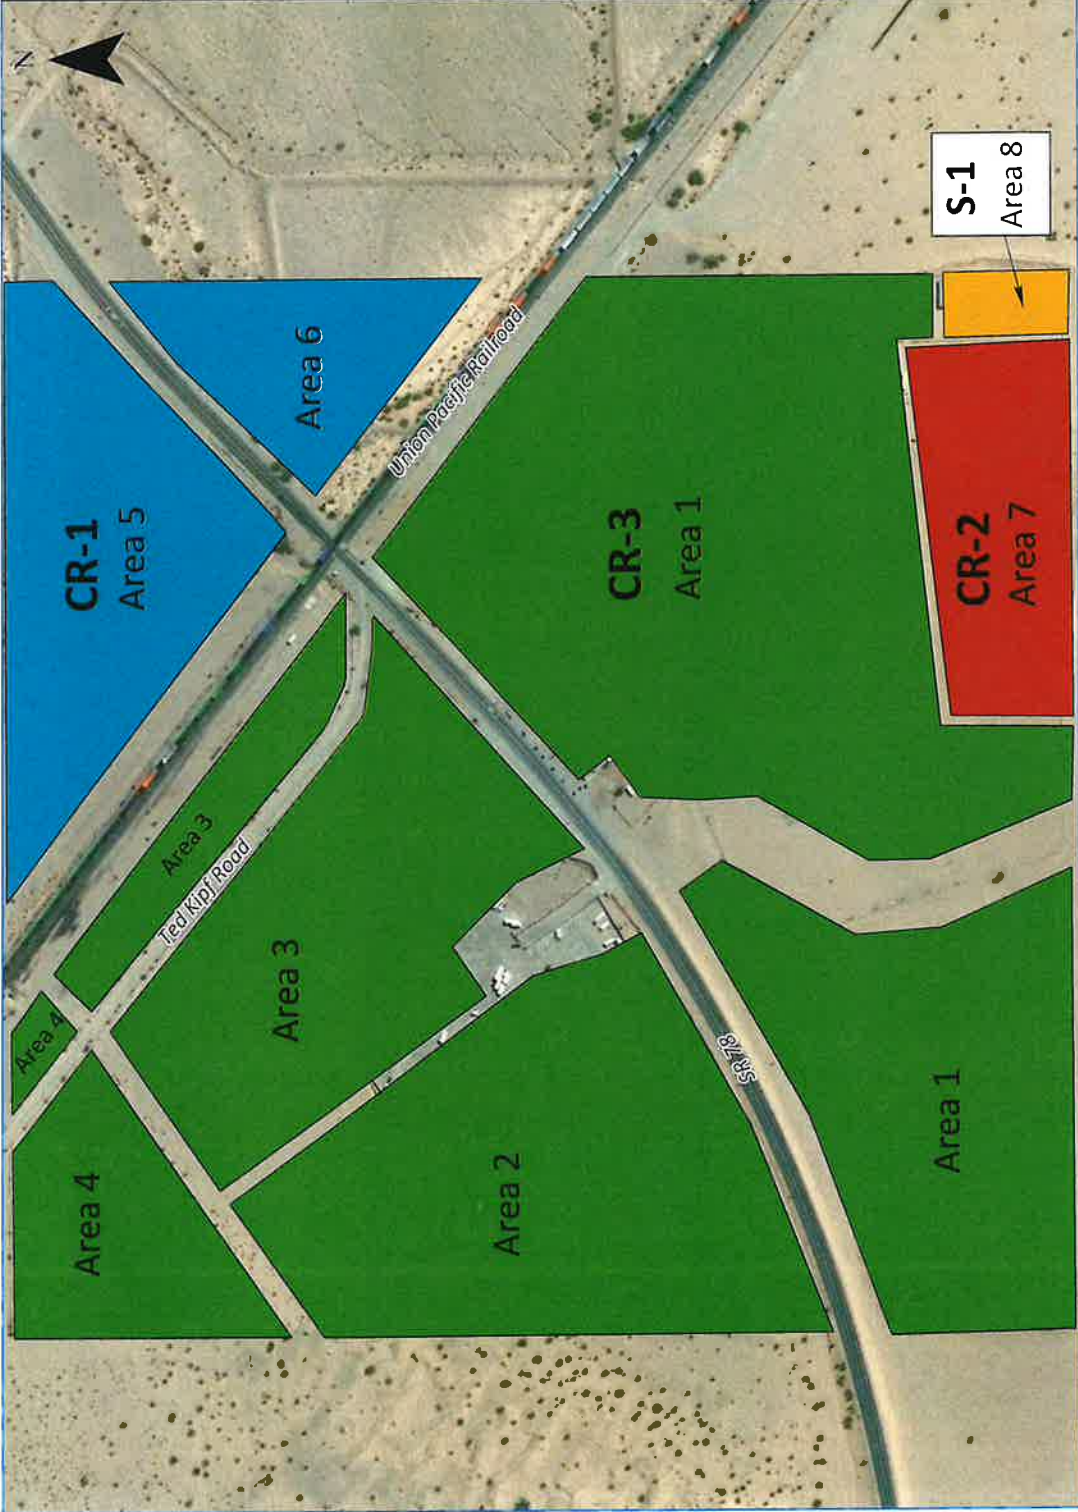 N
CR-1
Area 5
Area 6
Union Pacific Railroad
Area 3
Ted Kipf Road
Area 4
Area 4
Area 3
Area 2
CR-3
Area 1
SR 78
Area 1
CR-2
Area 7
S-1
Area 8